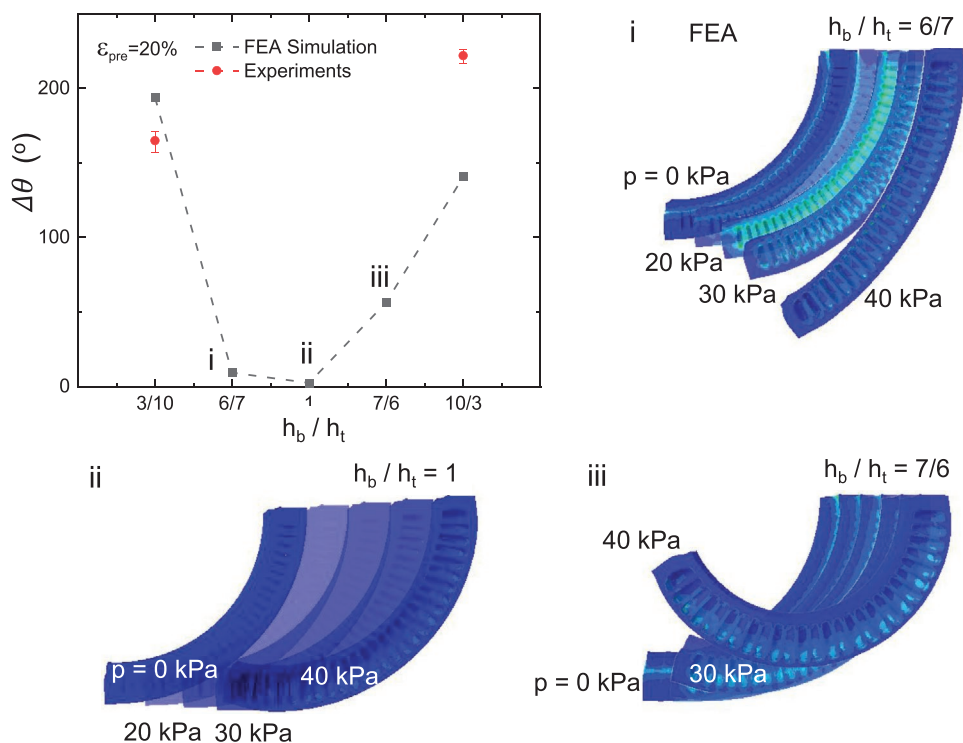 ε_pre=20%
FEA Simulation
Experiments
200
100
0
Δθ (°)
3/10 6/7 1 7/6 10/3
h_b / h_t
i
ii
iii
i FEA h_b / h_t = 6/7
p = 0 kPa
20 kPa
30 kPa
40 kPa
ii h_b / h_t = 1
p = 0 kPa
40 kPa
20 kPa 30 kPa
iii h_b / h_t = 7/6
40 kPa
p = 0 kPa
30 kPa